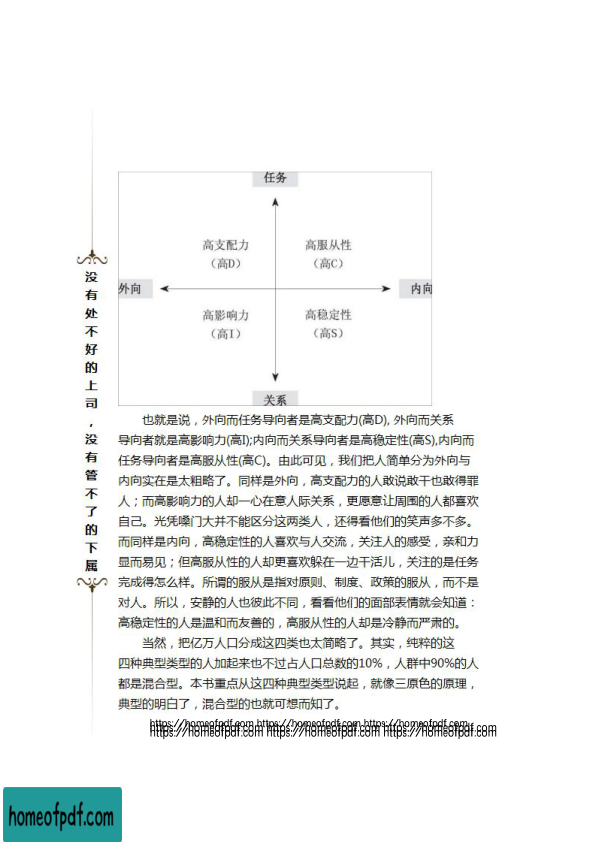 任务
高支配力
（高D）
高服从性
（高C）
外向
内向
高影响力
（高I）
高稳定性
（高S）
关系
没有处不好的上司，没有管不了的下属
也就是说，外向而任务导向者是高支配力(高D), 外向而关系
导向者就是高影响力(高I);内向而关系导向者是高稳定性(高S),内向而
任务导向者是高服从性(高C)。由此可见，我们把人简单分为外向与
内向实在是太粗略了。同样是外向，高支配力的人敢说敢干也敢得罪
人；而高影响力的人却一心在意人际关系，更愿意让周围的人都喜欢
自己。光凭嗓门大并不能区分这两类人，还得看他们的笑声多不多。
而同样是内向，高稳定性的人喜欢与人交流，关注人的感受，亲和力
显而易见；但高服从性的人却更喜欢躲在一边干活儿，关注的是任务
完成得怎么样。所谓的服从是指对原则、制度、政策的服从，而不是
对人。所以，安静的人也彼此不同，看看他们的面部表情就会知道：
高稳定性的人是温和而友善的，高服从性的人却是冷静而严肃的。
当然，把亿万人口分成这四类也太简略了。其实，纯粹的这
四种典型类型的人加起来也不过占人口总数的10%，人群中90%的人
都是混合型。本书重点从这四种典型类型说起，就像三原色的原理，
典型的明白了，混合型的也就可想而知了。
https://homeofpdf.com https://homeofpdf.com https://homeofpdf.com
https://homeofpdf.com https://homeofpdf.com https://homeofpdf.com
homeofpdf.com